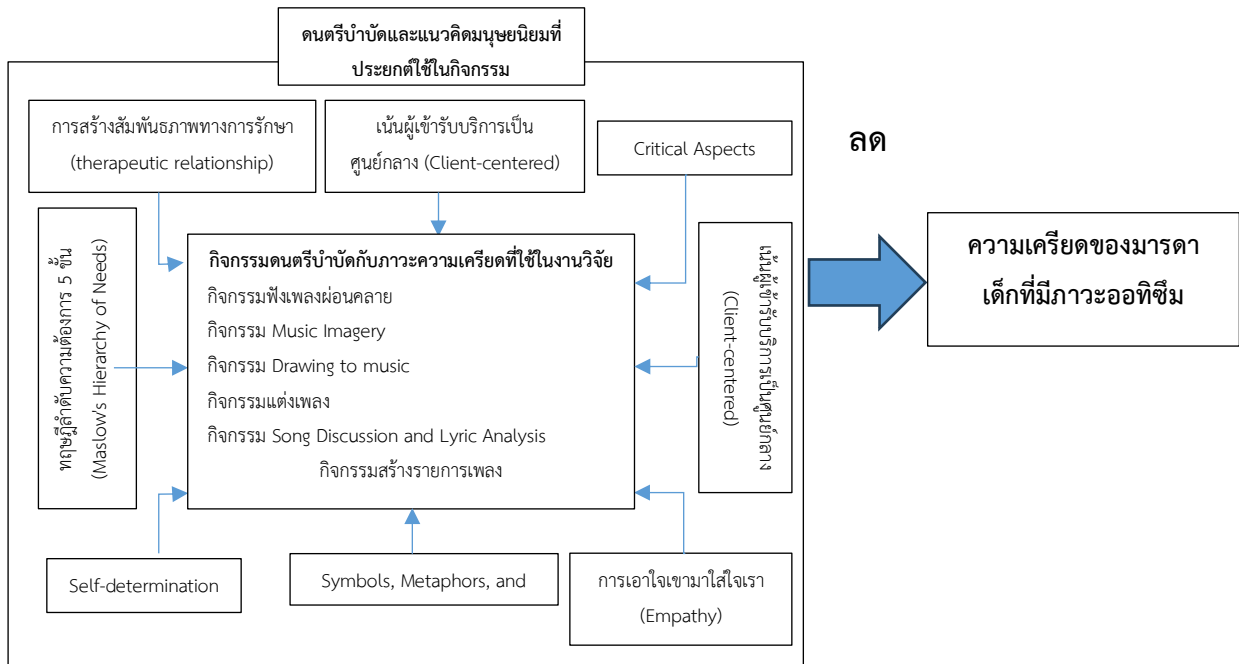 ดนตรีบำบัดและแนวคิดมนุษยนิยมที่
ประยกต์ใช้ในกิจกรรม
การสร้างสัมพันธภาพทางการรักษา
(therapeutic relationship)
เน้นผู้เข้ารับบริการเป็น
ศูนย์กลาง (Client-centered)
Critical Aspects
ลด
ทฤษฎีลำดับความต้องการ 5 ขั้น
(Maslow's Hierarchy of Needs)
กิจกรรมดนตรีบำบัดกับภาวะความเครียดที่ใช้ในงานวิจัย
กิจกรรมฟังเพลงผ่อนคลาย
กิจกรรม Music Imagery
กิจกรรม Drawing to music
กิจกรรมแต่งเพลง
กิจกรรม Song Discussion and Lyric Analysis
กิจกรรมสร้างรายการเพลง
เน้นผู้เข้ารับบริการเป็นศูนย์กลาง
(Client-centered)
ความเครียดของมารดา
เด็กที่มีภาวะออทิซึม
Self-determination
Symbols, Metaphors, and
การเอาใจเขามาใส่ใจเรา
(Empathy)